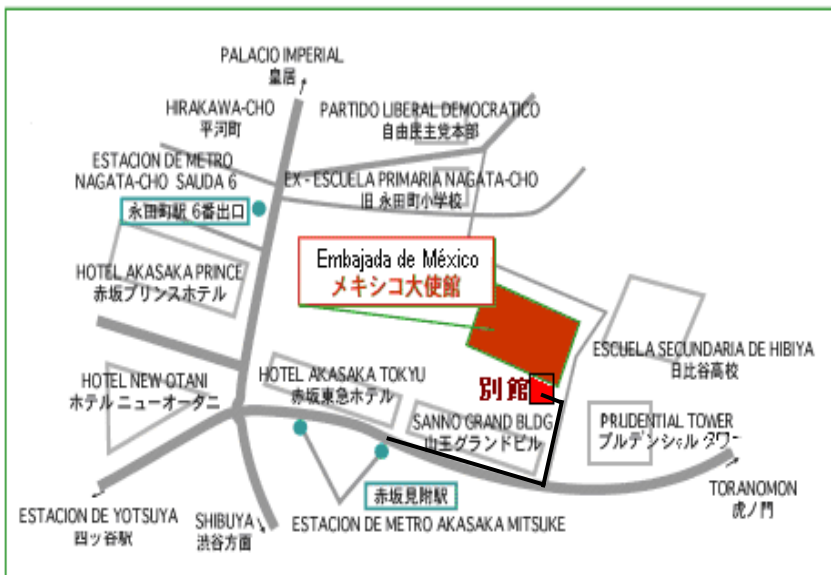 PALACIO IMPERIAL
皇居
HIRAKAWA-CHO
平河町
PARTIDO LIBERAL DEMOCRATICO
自由民主党本部
ESTACION DE METRO
NAGATA-CHO SAUDA 6
永田町駅 6番出口
EX - ESCUELA PRIMARIA NAGATA-CHO
旧 永田町小学校
Embajada de México
メキシコ大使館
HOTEL AKASAKA PRINCE
赤坂プリンスホテル
ESCUELA SECUNDARIA DE HIBIYA
日比谷高校
HOTEL NEW OTANI
ホテル ニューオータニ
HOTEL AKASAKA TOKYU
赤坂東急ホテル
別館
SANNO GRAND BLDG
山王グランドビル
PRUDENTIAL TOWER
プルデンシャル タワー
赤坂見附駅
ESTACION DE METRO AKASAKA MITSUKE
TORANOMON
虎ノ門
ESTACION DE YOTSUYA
四ッ谷駅
SHIBUYA
渋谷方面